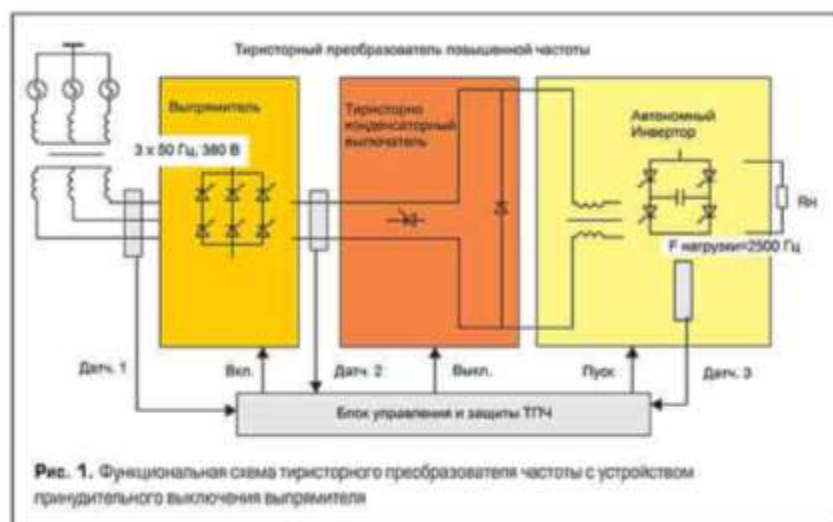 Тиристорный преобразователь повышенной частоты
Выпрямитель
3 х 50 Гц, 380 В
Тиристорно
конденсаторный
выключатель
Автономный
Инвертор
Rн
F нагрузки=2500 Гц
Датч. 1
Вкл.
Датч. 2
Выкл.
Пуск
Датч. 3
Блок управления и защиты ТПЧ
Рис. 1. Функциональная схема тиристорного преобразователя частоты с устройством
принудительного выключения выпрямителя